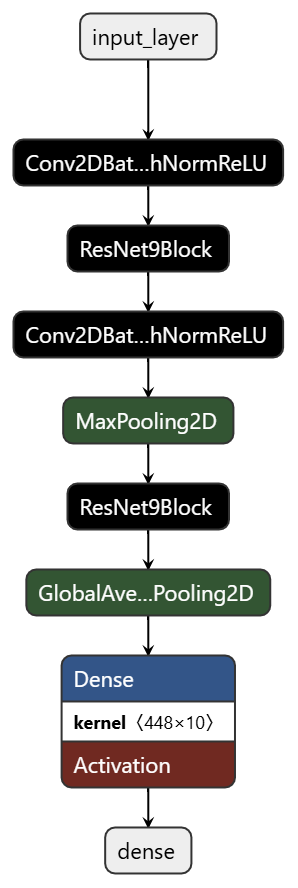 input_layer
Conv2DBat...hNormReLU
ResNet9Block
Conv2DBat...hNormReLU
MaxPooling2D
ResNet9Block
GlobalAve...Pooling2D
Dense
kernel〈448×10〉
Activation
dense